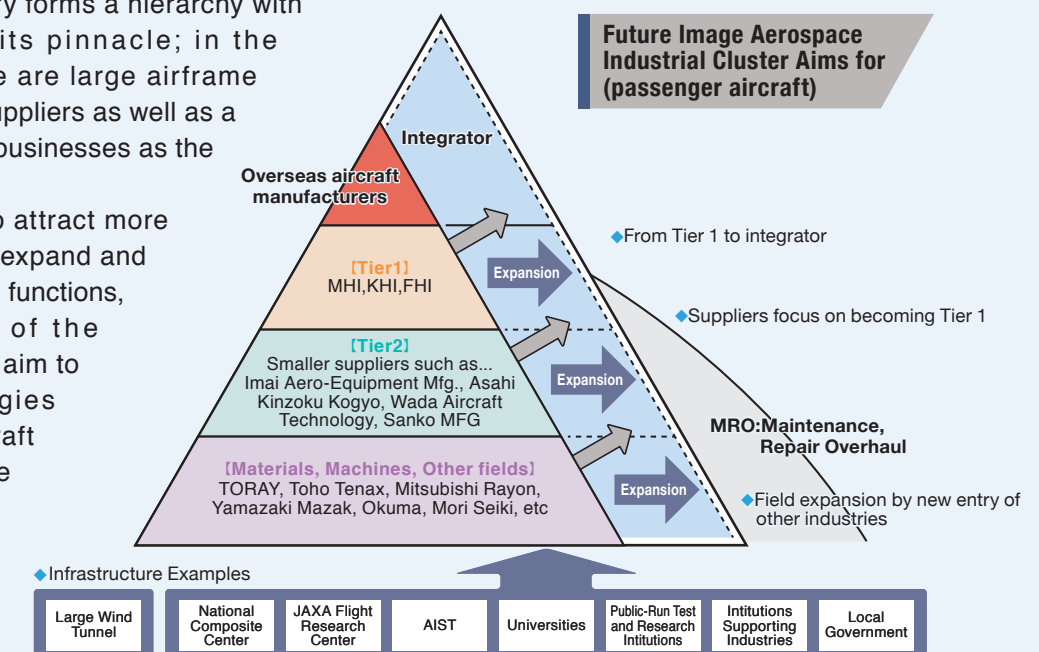 ry forms a hierarchy with
its pinnacle; in the
e are large airframe
uppliers as well as a
businesses as the
o attract more
expand and
functions,
of the
aim to
gies
raft
e
Future Image Aerospace
Industrial Cluster Aims for
(passenger aircraft)
Integrator
Overseas aircraft
manufacturers
【Tier1】
MHI,KHI,FHI
【Tier2】
Smaller suppliers such as...
Imai Aero-Equipment Mfg., Asahi
Kinzoku Kogyo, Wada Aircraft
Technology, Sanko MFG
【Materials, Machines, Other fields】
TORAY, Toho Tenax, Mitsubishi Rayon,
Yamazaki Mazak, Okuma, Mori Seiki, etc
Expansion
Expansion
Expansion
◆From Tier 1 to integrator
◆Suppliers focus on becoming Tier 1
MRO:Maintenance,
Repair Overhaul
◆Field expansion by new entry of
other industries
◆Infrastructure Examples
Large Wind
Tunnel
National
Composite
Center
JAXA Flight
Research
Center
AIST
Universities
Public-Run Test
and Research
Intitutions
Intitutions
Supporting
Industries
Local
Government